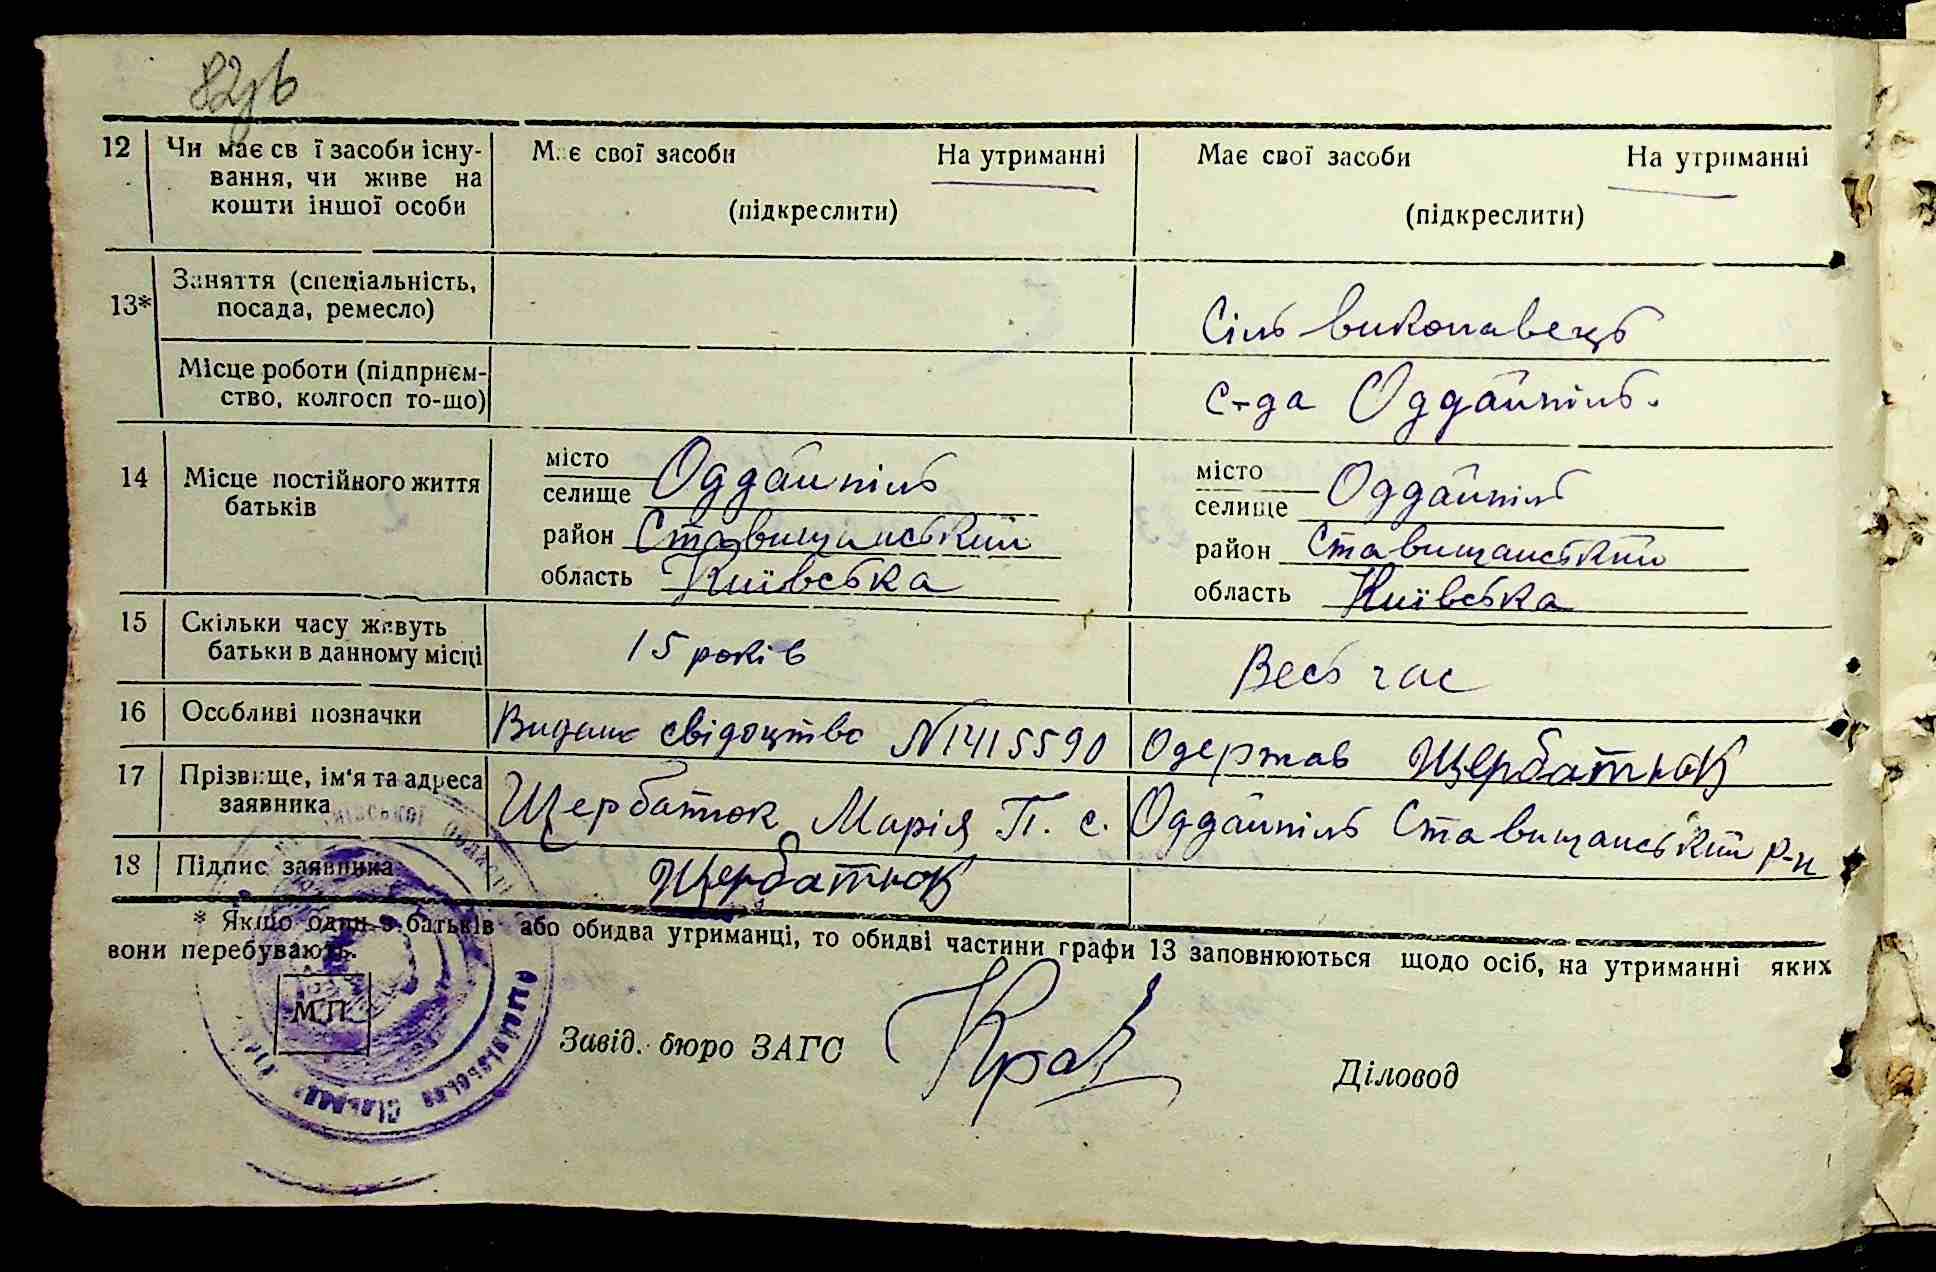 82зв
12 Чи має св ї засоби існу- М..є свої засоби На утриманні Має свої засоби На утриманні
вання, чи живе на
кошти іншої особи (підкреслити) (підкреслити)
Заняття (спеціальність,
13* посада, ремесло) Сіль виконавець
Місце роботи (підприєм-
ство, колгосп то-що) С-да Оддайпіль.
14 Місце постійного життя
батьків
місто
селище Оддайпіль
район Ставищанський
область Київська
місто
селище Оддайпіль
район Ставищанський
область Київська
15 Скільки часу живуть
батьки в данному місці 15 років Весь час
16 Особливі позначки Видано свідоцтво N1415590 Одержав Щербатюк
17 Прізвище, ім'я та адреса
заявника Щербатюк Марія П. с. Оддайпіль Ставищанський р-н
18 Підпис заявника Щербатюк
* Якщо один з батьків або обидва утриманці, то обидві частини графи 13 заповнюються щодо осіб, на утриманні яких
вони перебувають.
М.П.
Завід. бюро ЗАГС Діловод